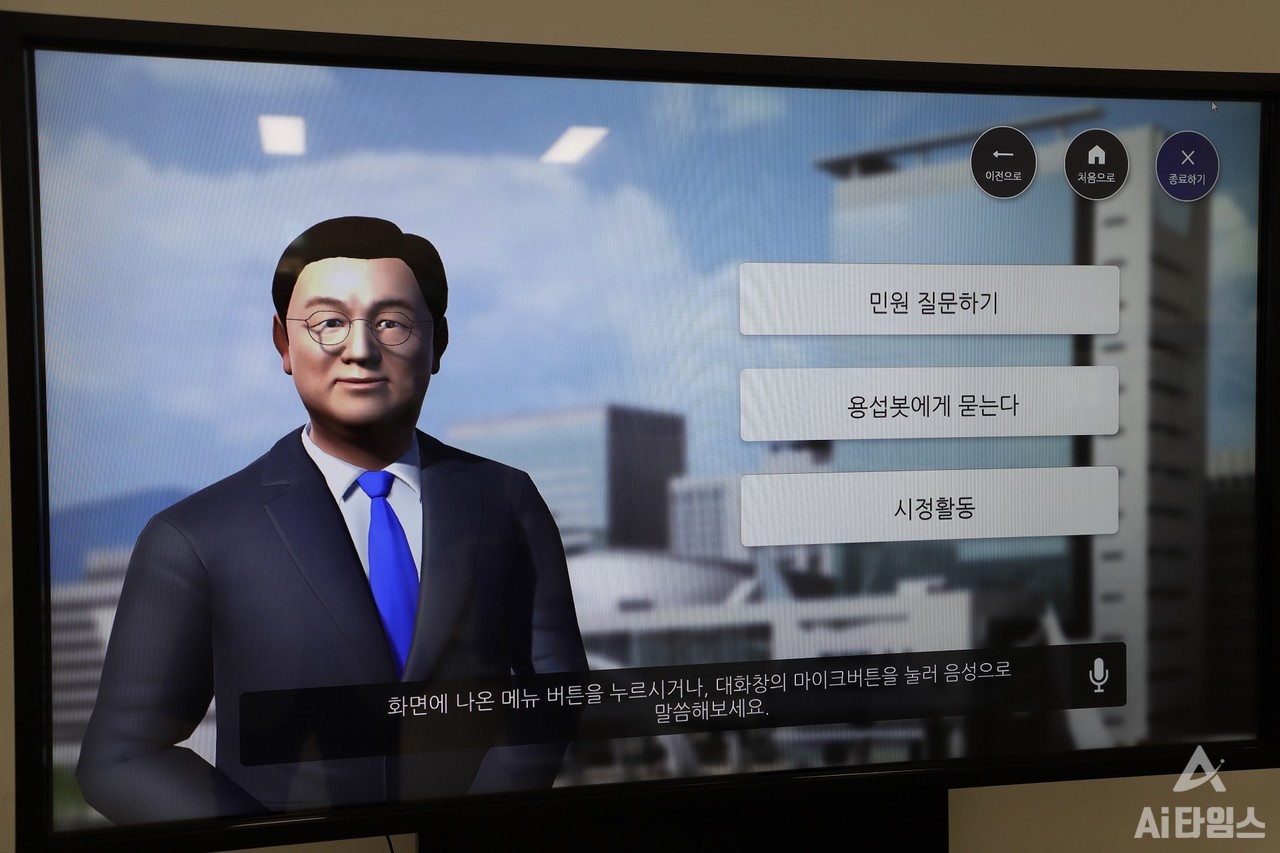 이전으로
처음으로
종료하기
민원 질문하기
용섭봇에게 묻는다
시정활동
화면에 나온 메뉴 버튼을 누르시거나, 대화창의 마이크버튼을 눌러 음성으로
말씀해보세요.
Ai타임스